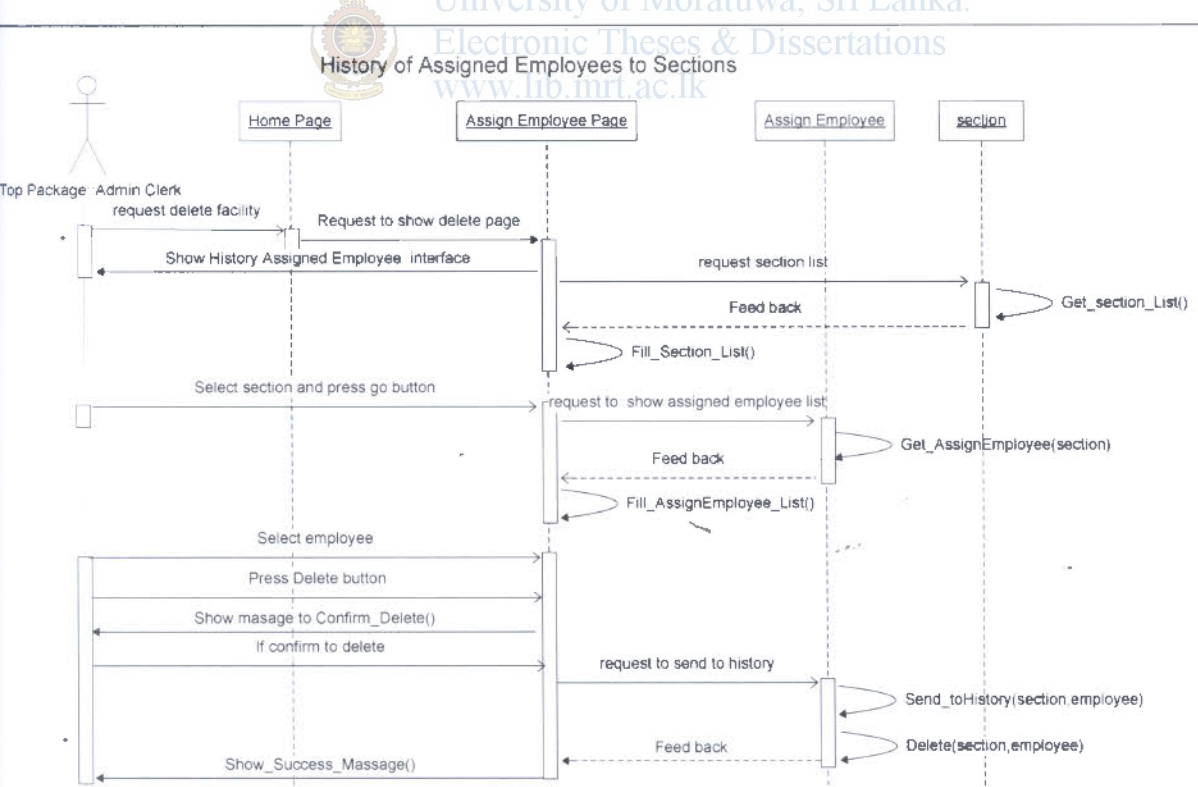 University of Moratuwa, Sri Lanka.
Electronic Theses & Dissertations
www.lib.mrt.ac.lk
History of Assigned Employees to Sections
Home Page
Assign Employee Page
Assign Employee
section
Top Package Admin Clerk
request delete facility
Request to show delete page
Show History Assigned Employee interface
request section list
Get_section_List()
Feed back
Fill_Section_List()
Select section and press go button
request to show assigned employee list
Get_AssignEmployee(section)
Feed back
Fill_AssignEmployee_List()
Select employee
Press Delete button
Show masage to Confirm_Delete()
If confirm to delete
request to send to history
Send_toHistory(section,employee)
Delete(section,employee)
Feed back
Show_Success_Massage()